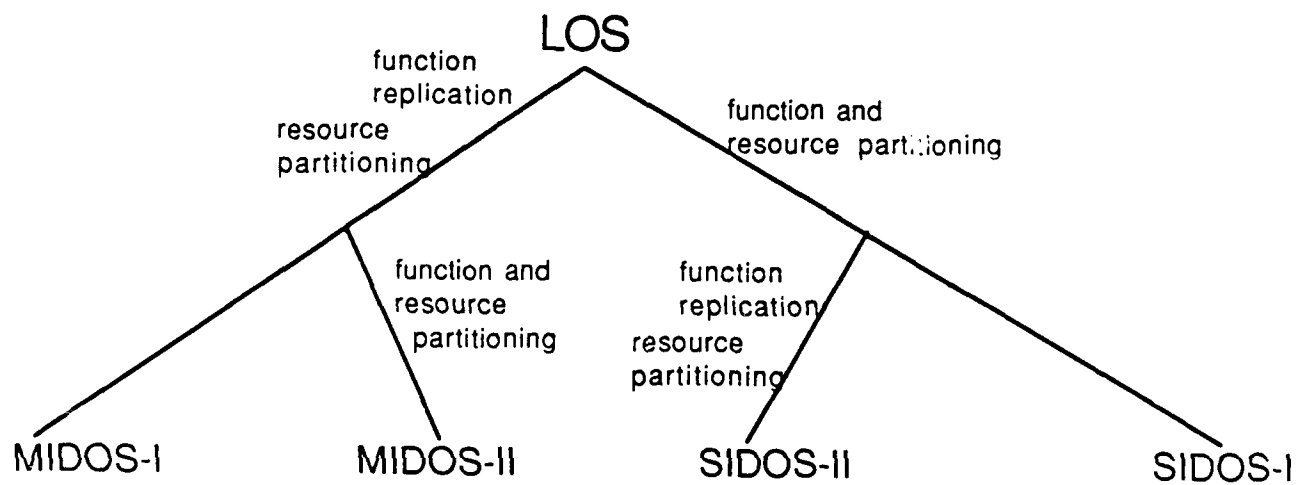 LOS
function
replication
resource
partitioning
function and
resource partitioning
function and
resource
partitioning
function
replication
resource
partitioning
MIDOS-I
MIDOS-II
SIDOS-II
SIDOS-I